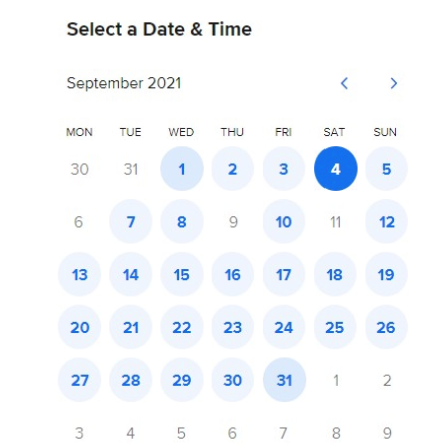 Select a Date & Time
September 2021
MON TUE WED THU FRI SAT SUN
30 31 1 2 3 4 5
6 7 8 9 10 11 12
13 14 15 16 17 18 19
20 21 22 23 24 25 26
27 28 29 30 31 1 2
3 4 5 6 7 8 9